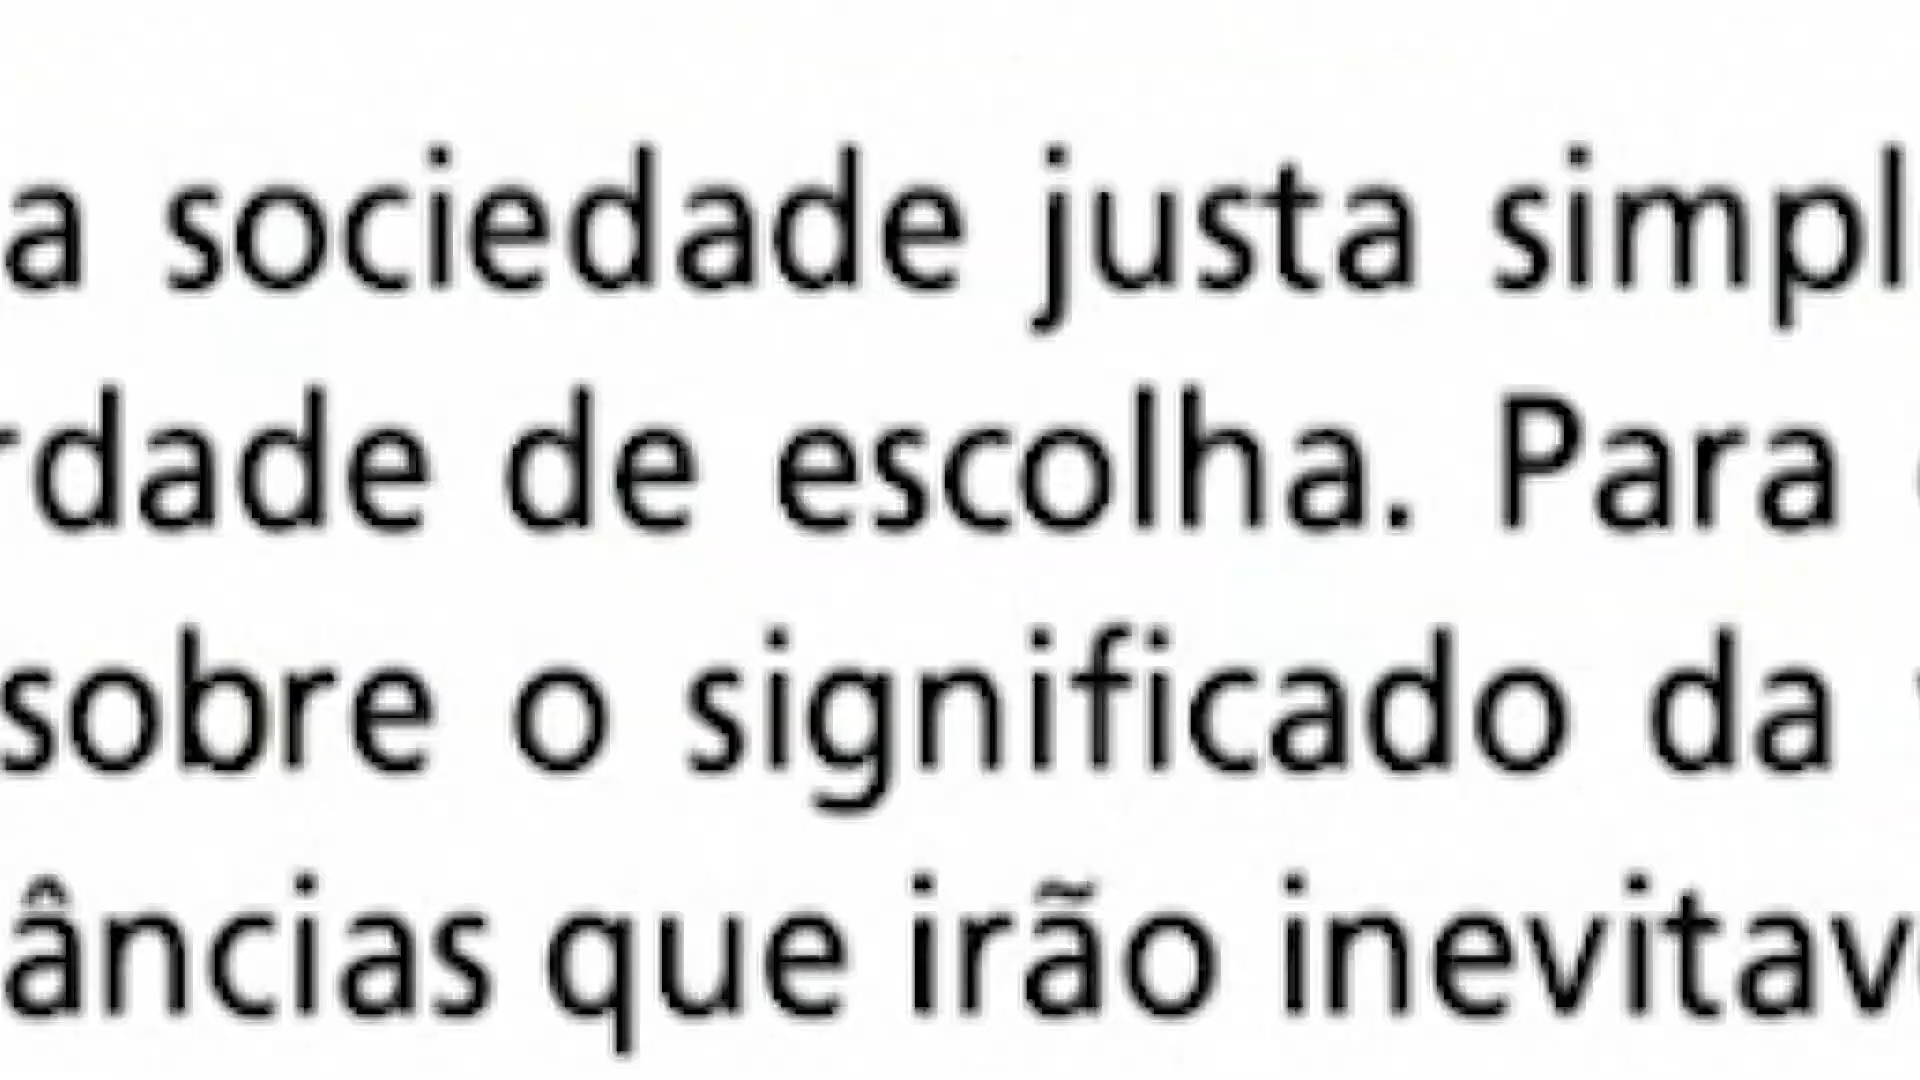 a sociedade justa simpl
rdade de escolha. Para
sobre o significado da
âncias que irão inevitav